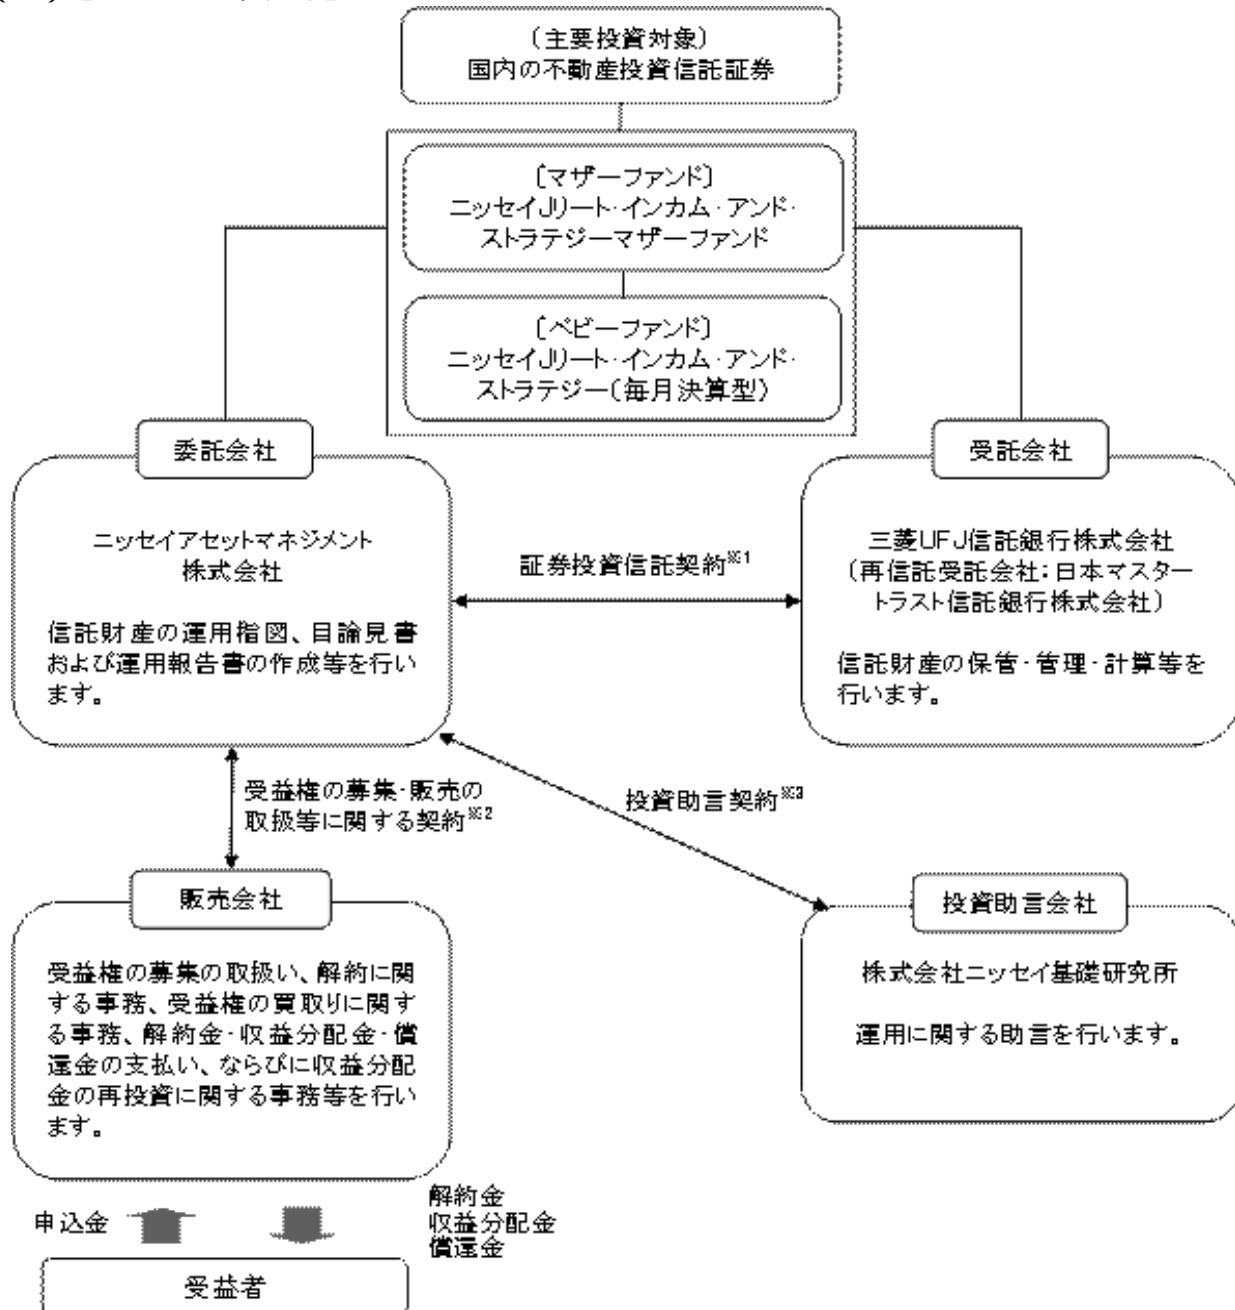 (主要投資対象)
国内の不動産投資信託証券
〔マザーファンド〕
ニッセイJリート・インカム・アンド・
ストラテジーマザーファンド
〔ベビーファンド〕
ニッセイJリート・インカム・アンド・
ストラテジー(毎月決算型)
委託会社
ニッセイアセットマネジメント
株式会社
信託財産の運用指図、目論見書
および運用報告書の作成等を行い
ます。
証券投資信託契約※1
受託会社
三菱UFJ信託銀行株式会社
(再信託受託会社:日本マスター
トラスト信託銀行株式会社)
信託財産の保管・管理・計算等を
行います。
受益権の募集・販売の
取扱等に関する契約※2
投資助言契約※3
販売会社
受益権の募集の取扱い、解約に関
する事務、受益権の買取りに関す
る事務、解約金・収益分配金・償
還金の支払い、ならびに収益分配
金の再投資に関する事務等を行い
ます。
投資助言会社
株式会社ニッセイ基礎研究所
運用に関する助言を行います。
申込金
解約金
収益分配金
償還金
受益者